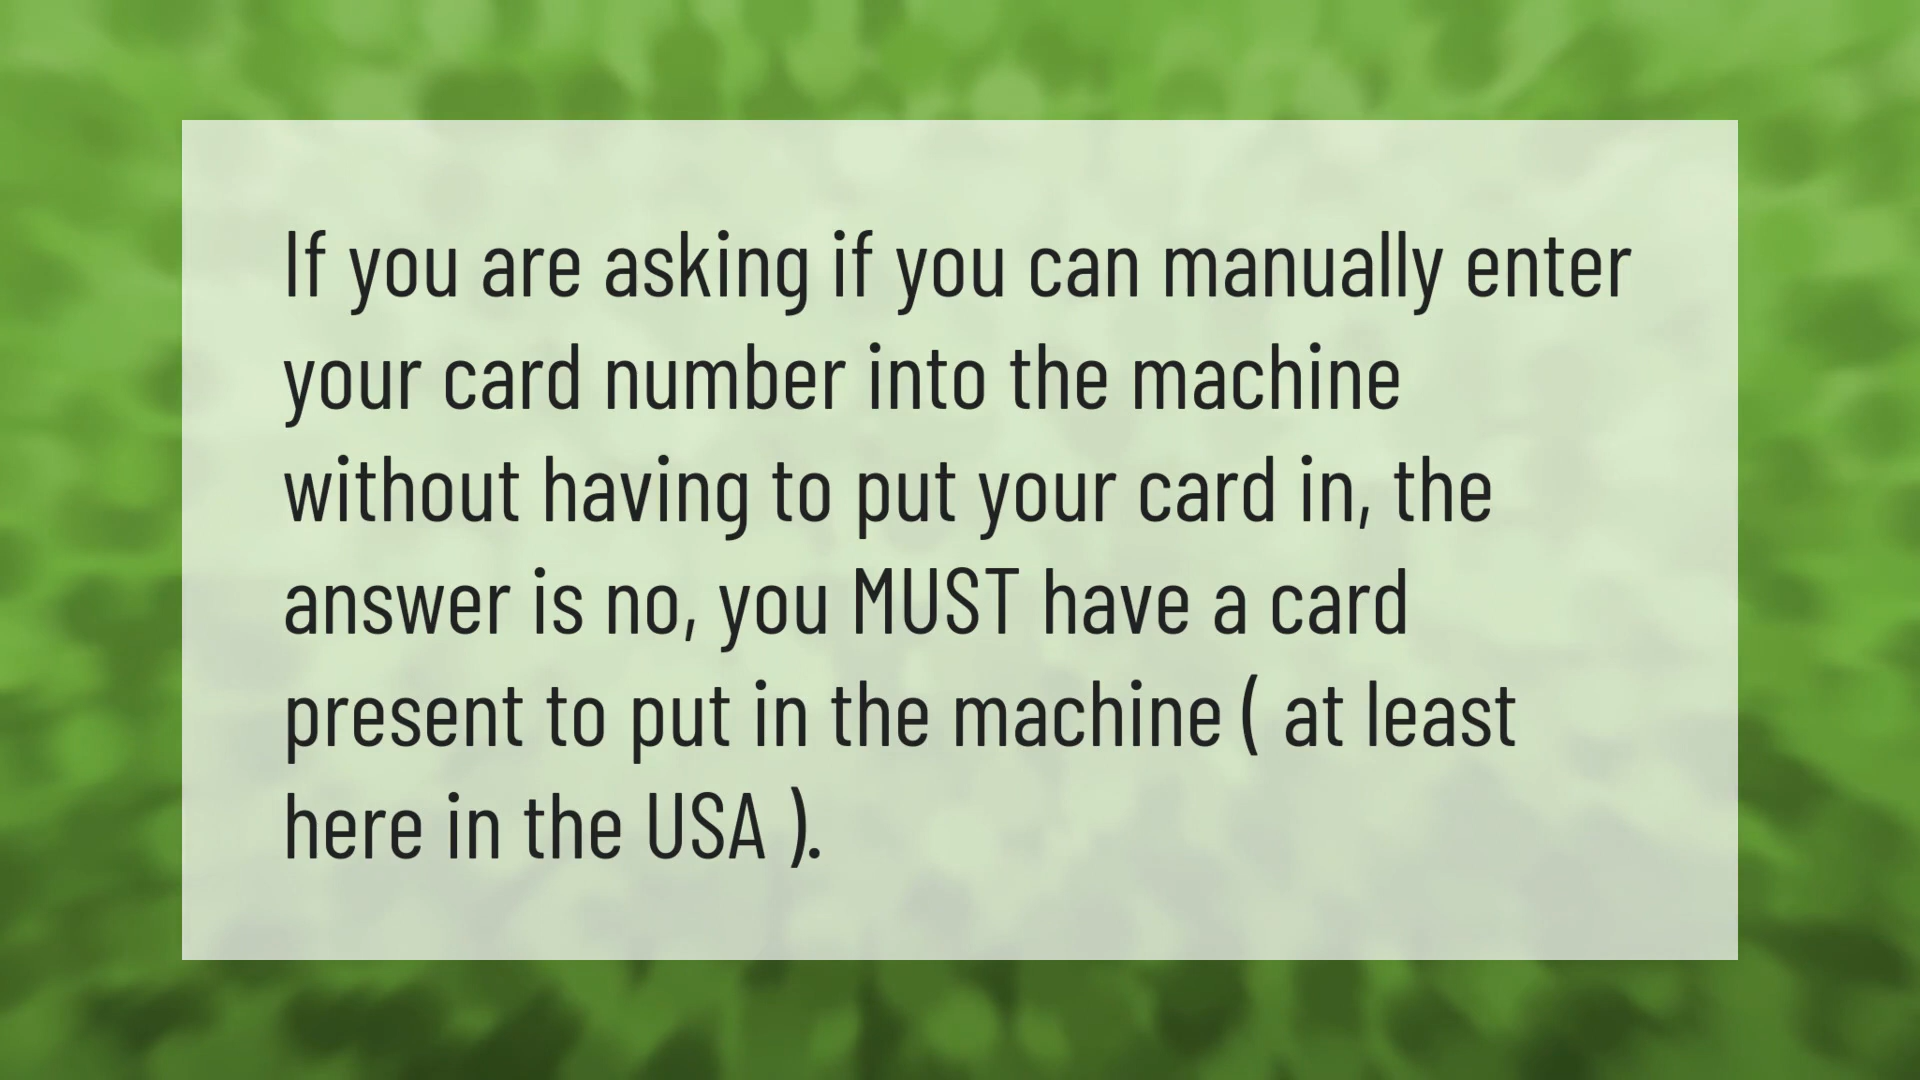 If you are asking if you can manually enter
your card number into the machine
without having to put your card in, the
answer is no, you MUST have a card
present to put in the machine ( at least
here in the USA ).